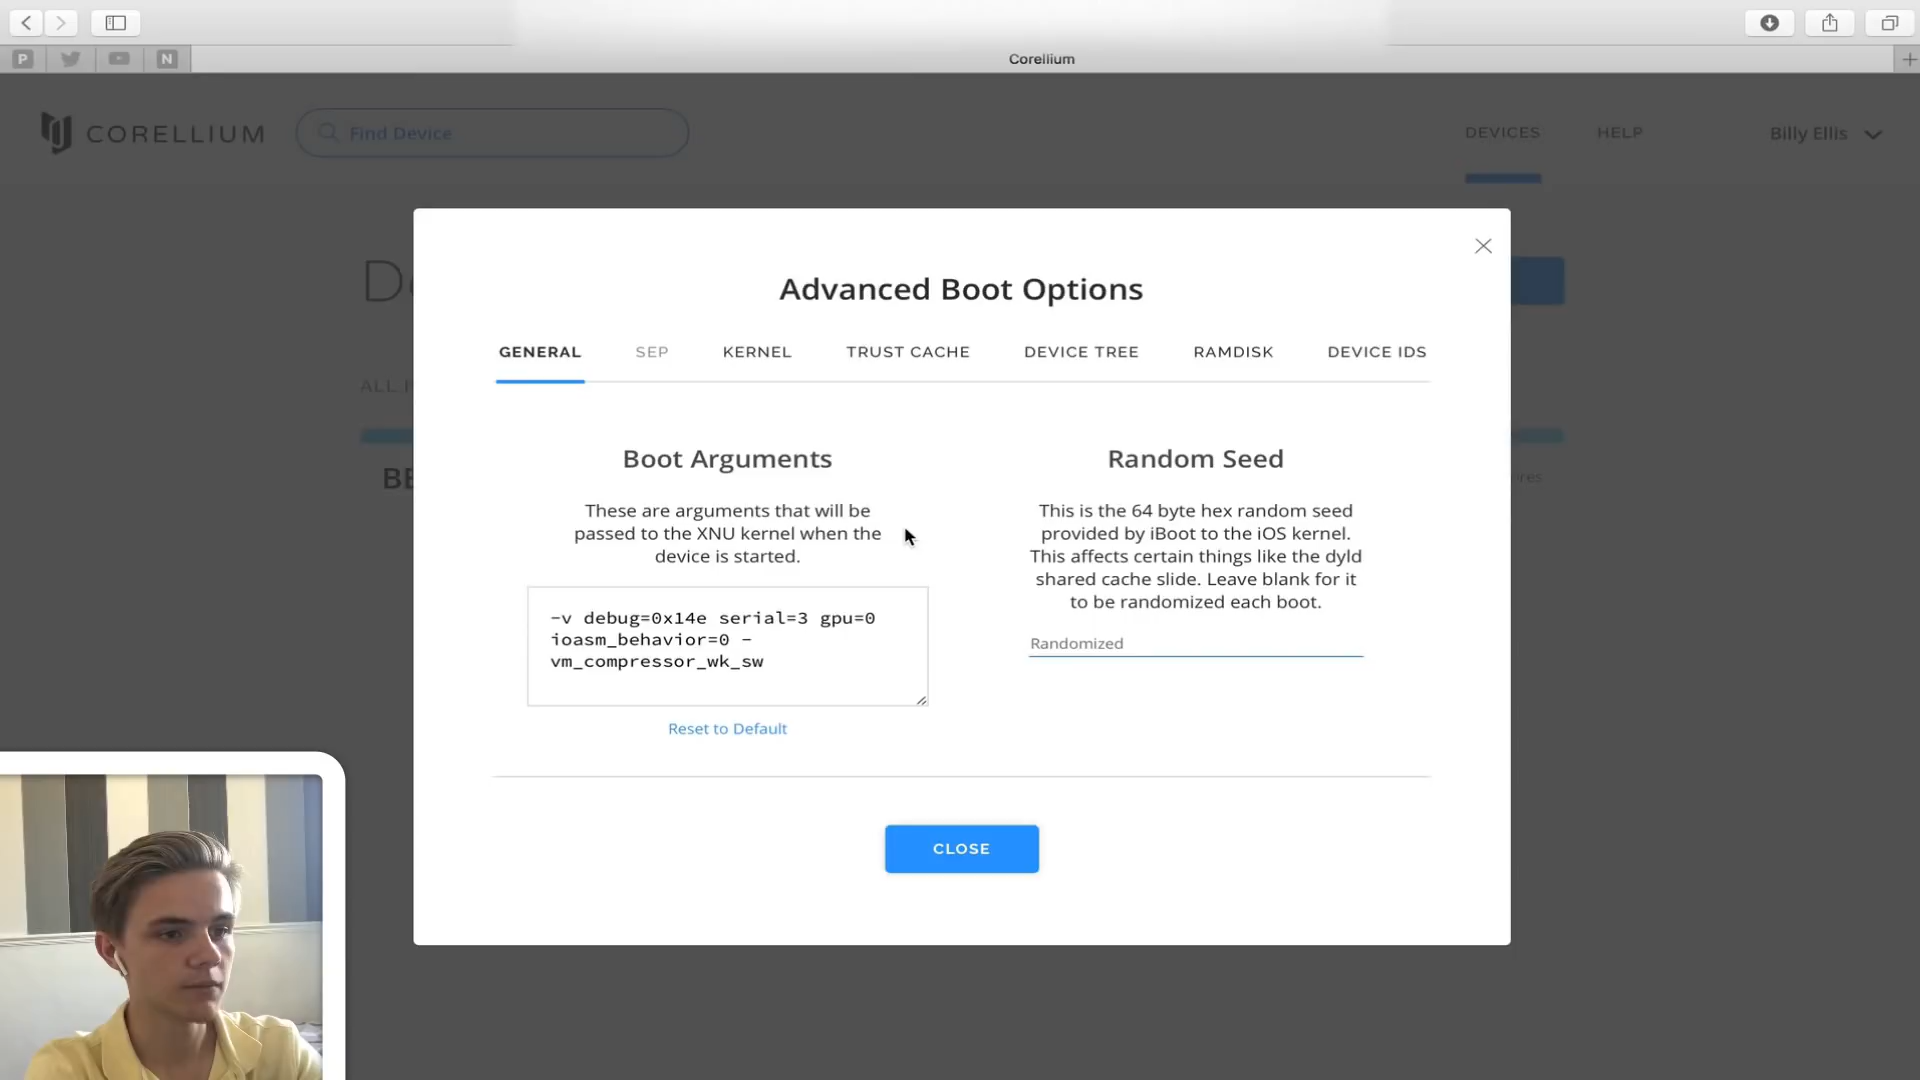 P
N
Corellium
CORELLIUM
Find Device
DEVICES
HELP
Billy Ellis
Advanced Boot Options
GENERAL
SEP
KERNEL
TRUST CACHE
DEVICE TREE
RAMDISK
DEVICE IDS
Boot Arguments
These are arguments that will be
passed to the XNU kernel when the
device is started.
-v debug=0x14e serial=3 gpu=0
ioasm_behavior=0 -
vm_compressor_wk_sw
Reset to Default
Random Seed
This is the 64 byte hex random seed
provided by iBoot to the iOS kernel.
This affects certain things like the dyld
shared cache slide. Leave blank for it
to be randomized each boot.
Randomized
CLOSE